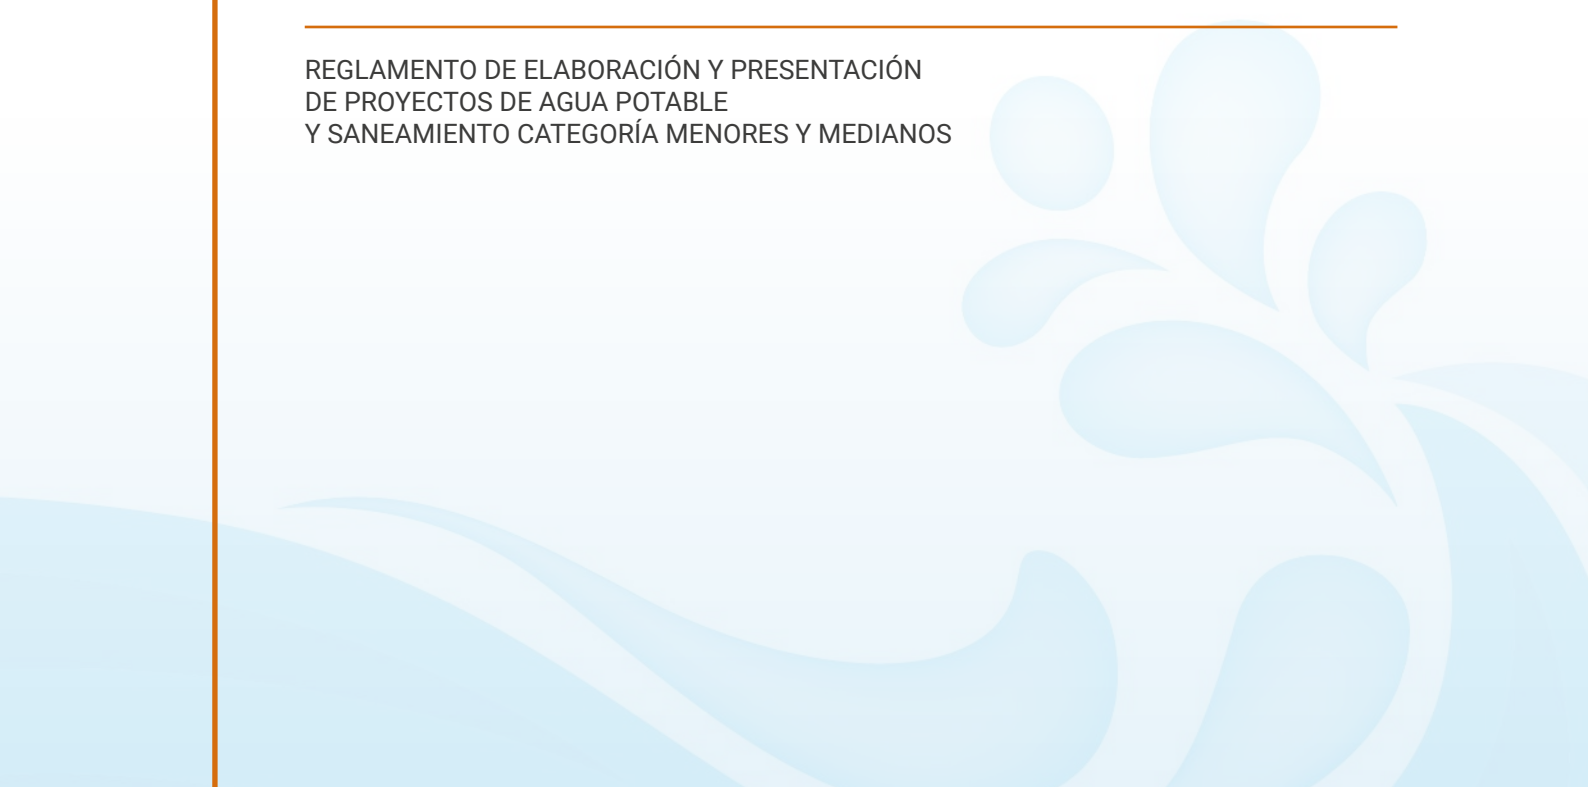 REGLAMENTO DE ELABORACIÓN Y PRESENTACIÓN
DE PROYECTOS DE AGUA POTABLE
Y SANEAMIENTO CATEGORÍA MENORES Y MEDIANOS